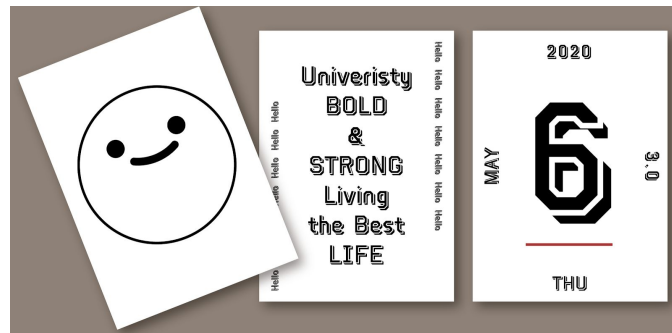 Univeristy
BOLD
&
STRONG
Living
the Best
LIFE
Hello Hello Hello Hello Hello
Hello Hello Hello Hello Hello Hello Hello
2020
MAY
6
3.0
THU